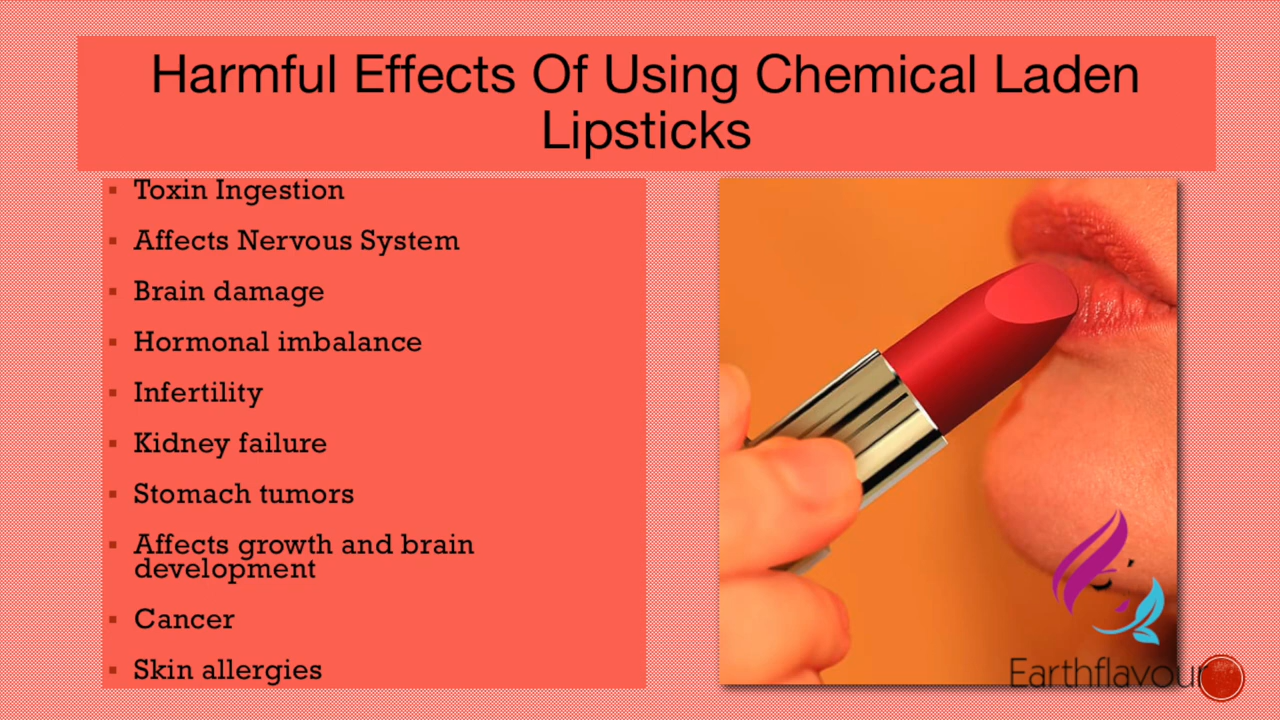 Harmful Effects Of Using Chemical Laden
Lipsticks
Toxin Ingestion
Affects Nervous System
Brain damage
Hormonal imbalance
Infertility
Kidney failure
Stomach tumors
Affects growth and brain
development
Cancer
Skin allergies
Earthflavour